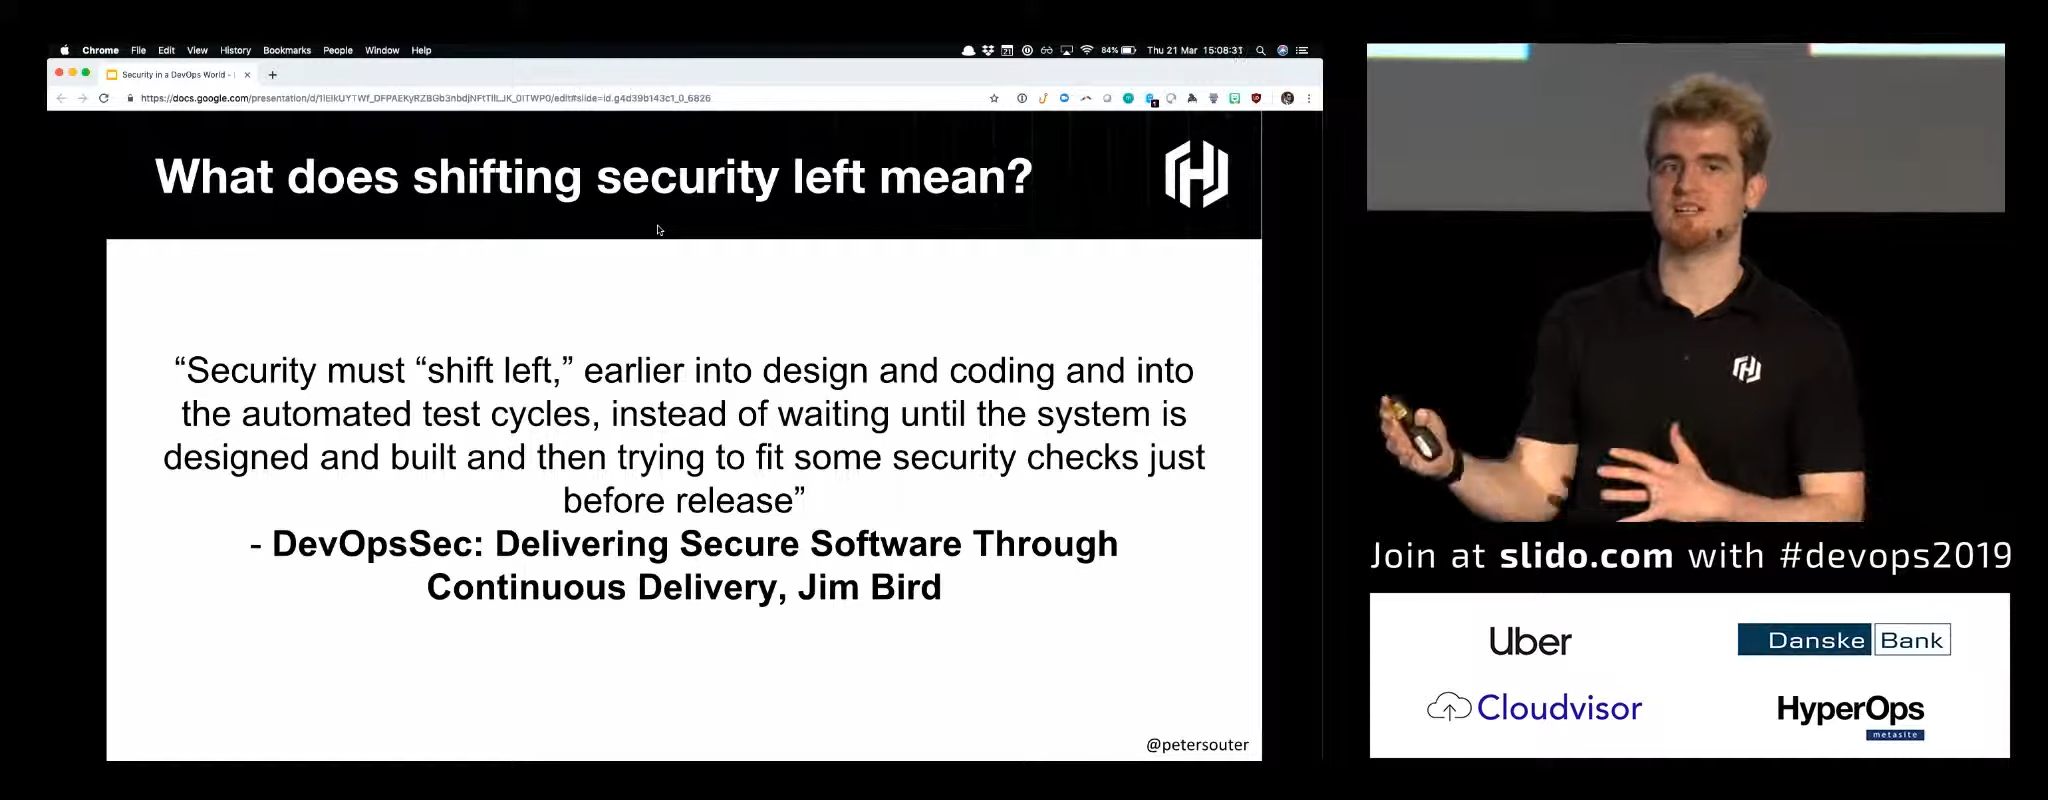 Chrome File Edit View History Bookmarks People Window Help
84% Thu 21 Mar 15:08:31
Security in a DevOps World -
What does shifting security left mean?
“Security must “shift left,” earlier into design and coding and into
the automated test cycles, instead of waiting until the system is
designed and built and then trying to fit some security checks just
before release”
- DevOpsSec: Delivering Secure Software Through
Continuous Delivery, Jim Bird
@petersouter
Join at slido.com with #devops2019
Uber
Danske Bank
Cloudvisor
HyperOps
metasite